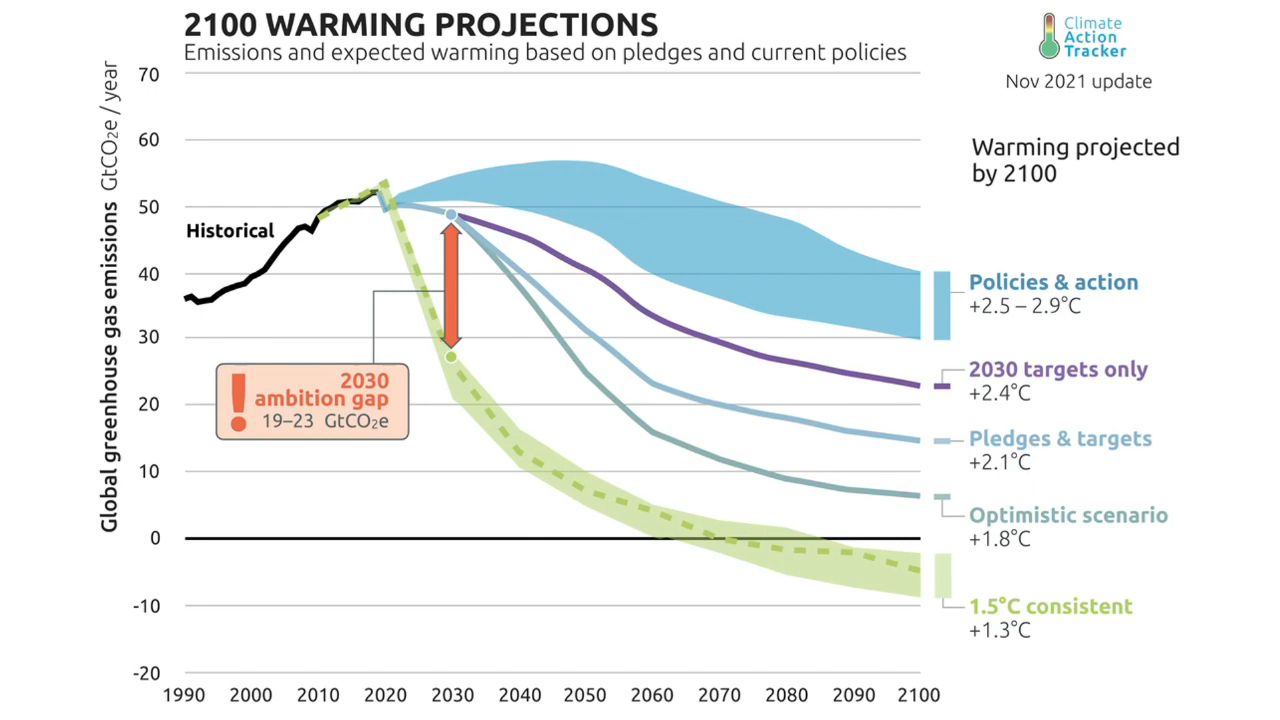 2100 WARMING PROJECTIONS
Emissions and expected warming based on pledges and current policies
Climate
Action
Tracker
Nov 2021 update
Global greenhouse gas emissions GtCO₂e / year
70
60
50
40
30
20
10
0
-10
-20
Historical
2030
ambition gap
19–23 GtCO₂e
Warming projected
by 2100
Policies & action
+2.5 – 2.9°C
2030 targets only
+2.4°C
Pledges & targets
+2.1°C
Optimistic scenario
+1.8°C
1.5°C consistent
+1.3°C
1990 2000 2010 2020 2030 2040 2050 2060 2070 2080 2090 2100